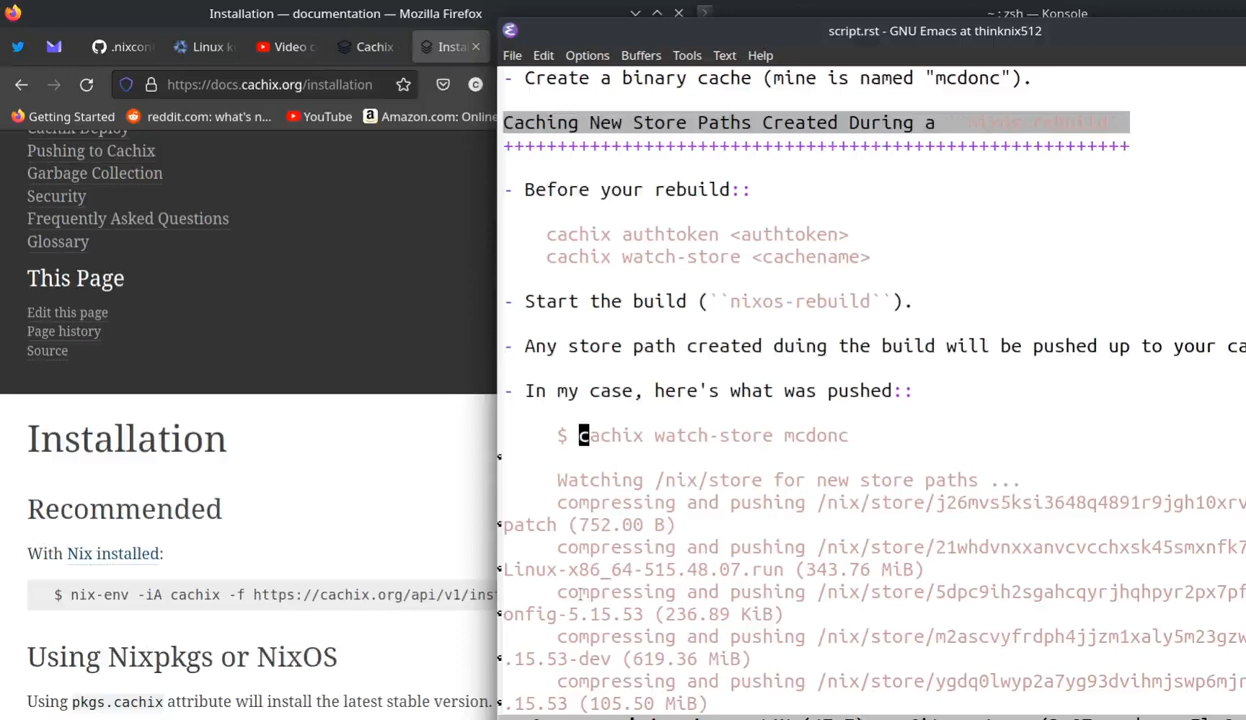 Installation — documentation — Mozilla Firefox
~ : zsh — Konsole
.nixcon
Linux k
Video c
Cachix
Insta
https://docs.cachix.org/installation
Getting Started
reddit.com: what's n...
YouTube
Amazon.com: Online
Cachix Deploy
Pushing to Cachix
Garbage Collection
Security
Frequently Asked Questions
Glossary
This Page
Edit this page
Page history
Source
Installation
Recommended
With Nix installed:
$ nix-env -iA cachix -f https://cachix.org/api/v1/ins
Using Nixpkgs or NixOS
Using pkgs.cachix attribute will install the latest stable version.
script.rst - GNU Emacs at thinknix512
File Edit Options Buffers Tools Text Help
- Create a binary cache (mine is named "mcdonc").
Caching New Store Paths Created During a ``nixos-rebuild``
++++++++++++++++++++++++++++++++++++++++++++++++++++++++++
- Before your rebuild::
cachix authtoken <authtoken>
cachix watch-store <cachename>
- Start the build (``nixos-rebuild``).
- Any store path created duing the build will be pushed up to your ca
- In my case, here's what was pushed::
$ cachix watch-store mcdonc
Watching /nix/store for new store paths ...
compressing and pushing /nix/store/j26mvs5ksi3648q4891r9jgh10xrv
patch (752.00 B)
compressing and pushing /nix/store/21whdvnxxanvcvcchxsk45smxnfk7
Linux-x86_64-515.48.07.run (343.76 MiB)
compressing and pushing /nix/store/5dpc9ih2sgahcqyrjhqhpyr2px7pf
onfig-5.15.53 (236.89 KiB)
compressing and pushing /nix/store/m2ascvyfrdph4jjzm1xaly5m23gzw
.15.53-dev (619.36 MiB)
compressing and pushing /nix/store/ygdq0lwyp2a7yg93dvihmjswp6mjr
.15.53 (105.50 MiB)